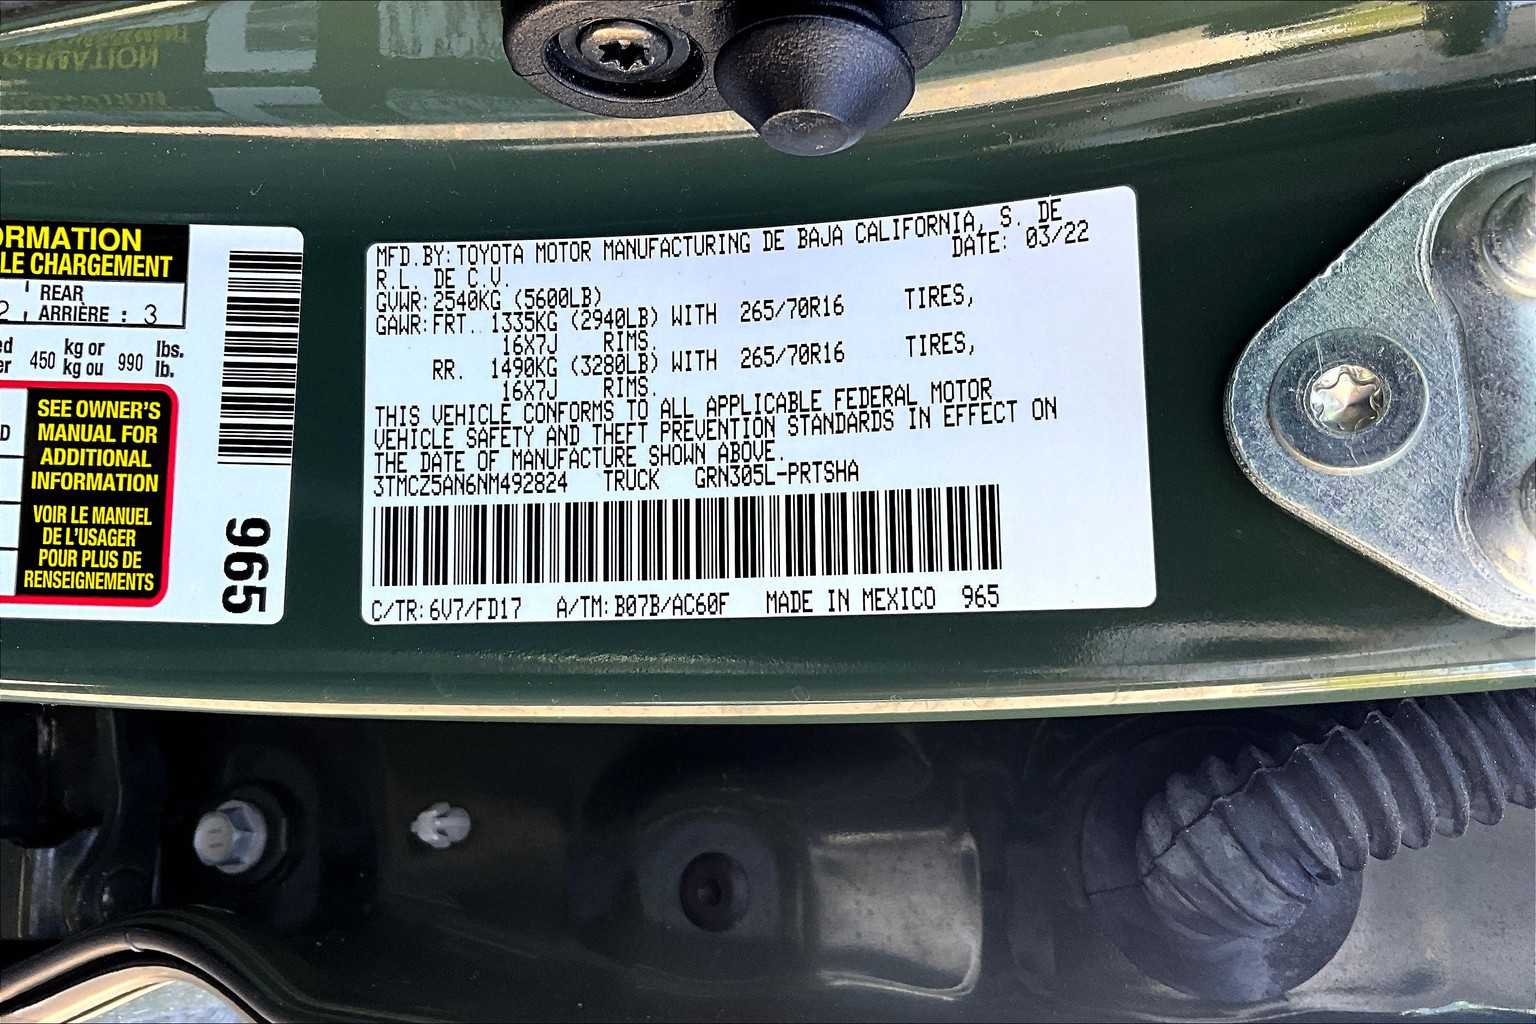 ORMATION
LE CHARGEMENT
2 REAR
ARRIÈRE : 3
ed 450 kg or 990 lbs.
er kg ou lb.
D
SEE OWNER'S
MANUAL FOR
ADDITIONAL
INFORMATION
VOIR LE MANUEL
DE L'USAGER
POUR PLUS DE
RENSEIGNEMENTS
965
MFD.BY:TOYOTA MOTOR MANUFACTURING DE BAJA CALIFORNIA, S. DE
R.L. DE C.V. DATE: 03/22
GVWR:2540KG (5600LB)
GAWR:FRT. 1335KG (2940LB) WITH 265/70R16 TIRES,
16X7J RIMS.
RR. 1490KG (3280LB) WITH 265/70R16 TIRES,
16X7J RIMS.
THIS VEHICLE CONFORMS TO ALL APPLICABLE FEDERAL MOTOR
VEHICLE SAFETY AND THEFT PREVENTION STANDARDS IN EFFECT ON
THE DATE OF MANUFACTURE SHOWN ABOVE.
3TMCZ5AN6NM492824 TRUCK GRN305L-PRTSHA
C/TR:6V7/FD17 A/TM:B07B/AC60F MADE IN MEXICO 965